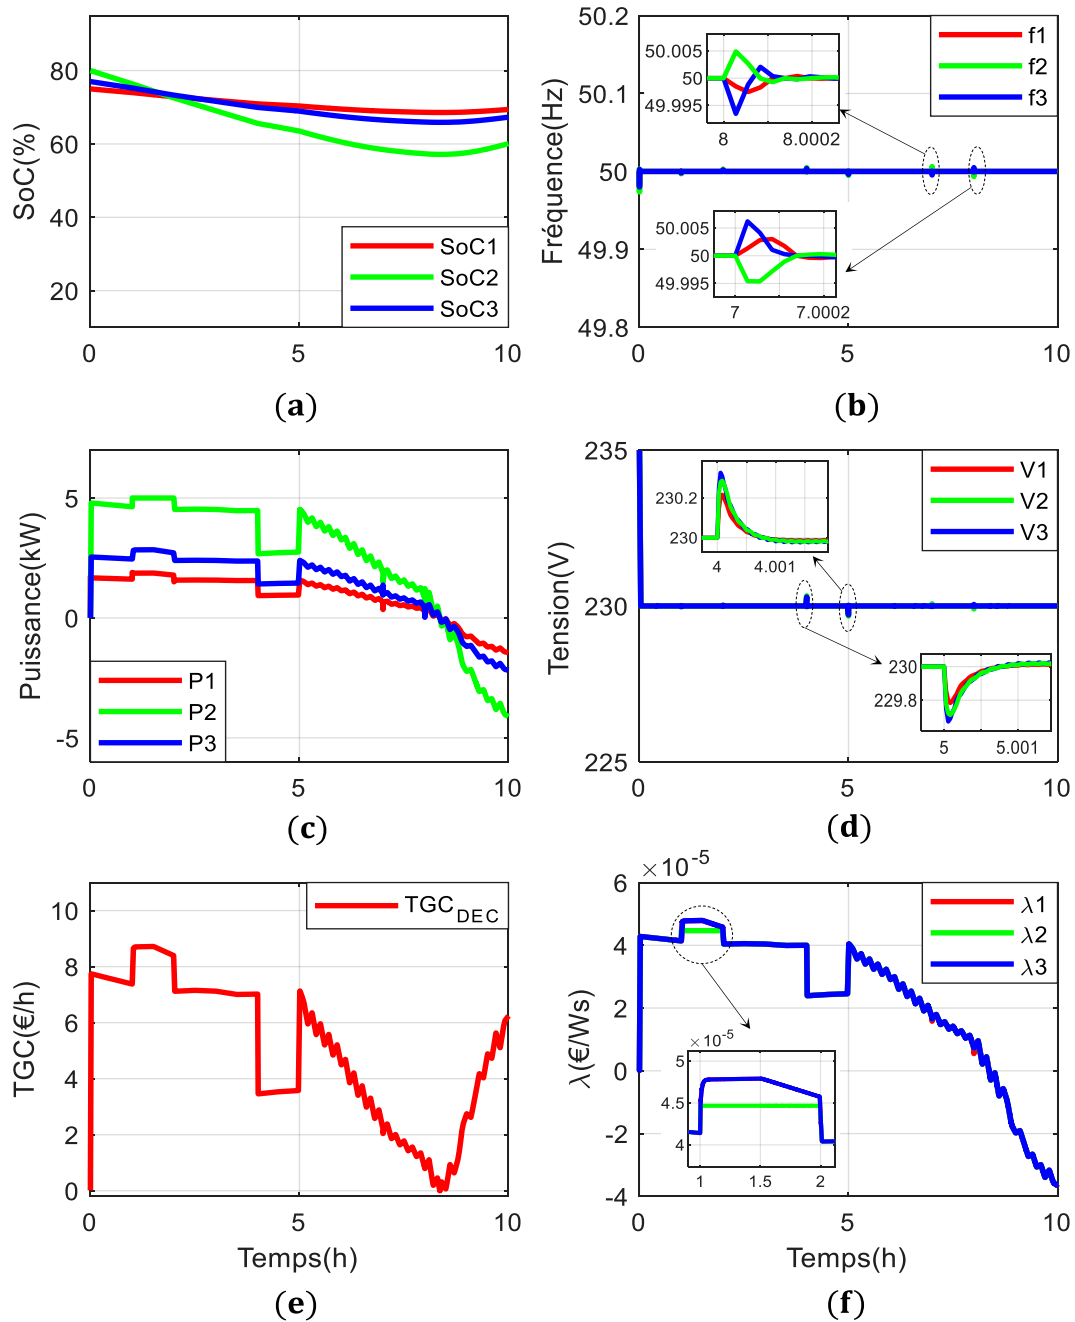 80
60
40
20
SoC(%)
SoC1
SoC2
SoC3
0
5
10
(a)
50.2
50.1
50
49.9
49.8
Fréquence(Hz)
f1
f2
f3
50.005
50
49.995
8
8.0002
50.005
50
49.995
7
7.0002
0
5
10
(b)
5
0
-5
Puissance(kW)
P1
P2
P3
0
5
10
(c)
235
230
225
Tension(V)
V1
V2
V3
230.2
230
4
4.001
230
229.8
5
5.001
0
5
10
(d)
10
8
6
4
2
0
TGC(€/h)
TGC_DEC
0
5
10
Temps(h)
(e)
×10^-5
6
4
2
0
-2
-4
λ(€/Ws)
λ1
λ2
λ3
×10^-5
5
4.5
4
1
1.5
2
0
5
10
Temps(h)
(f)